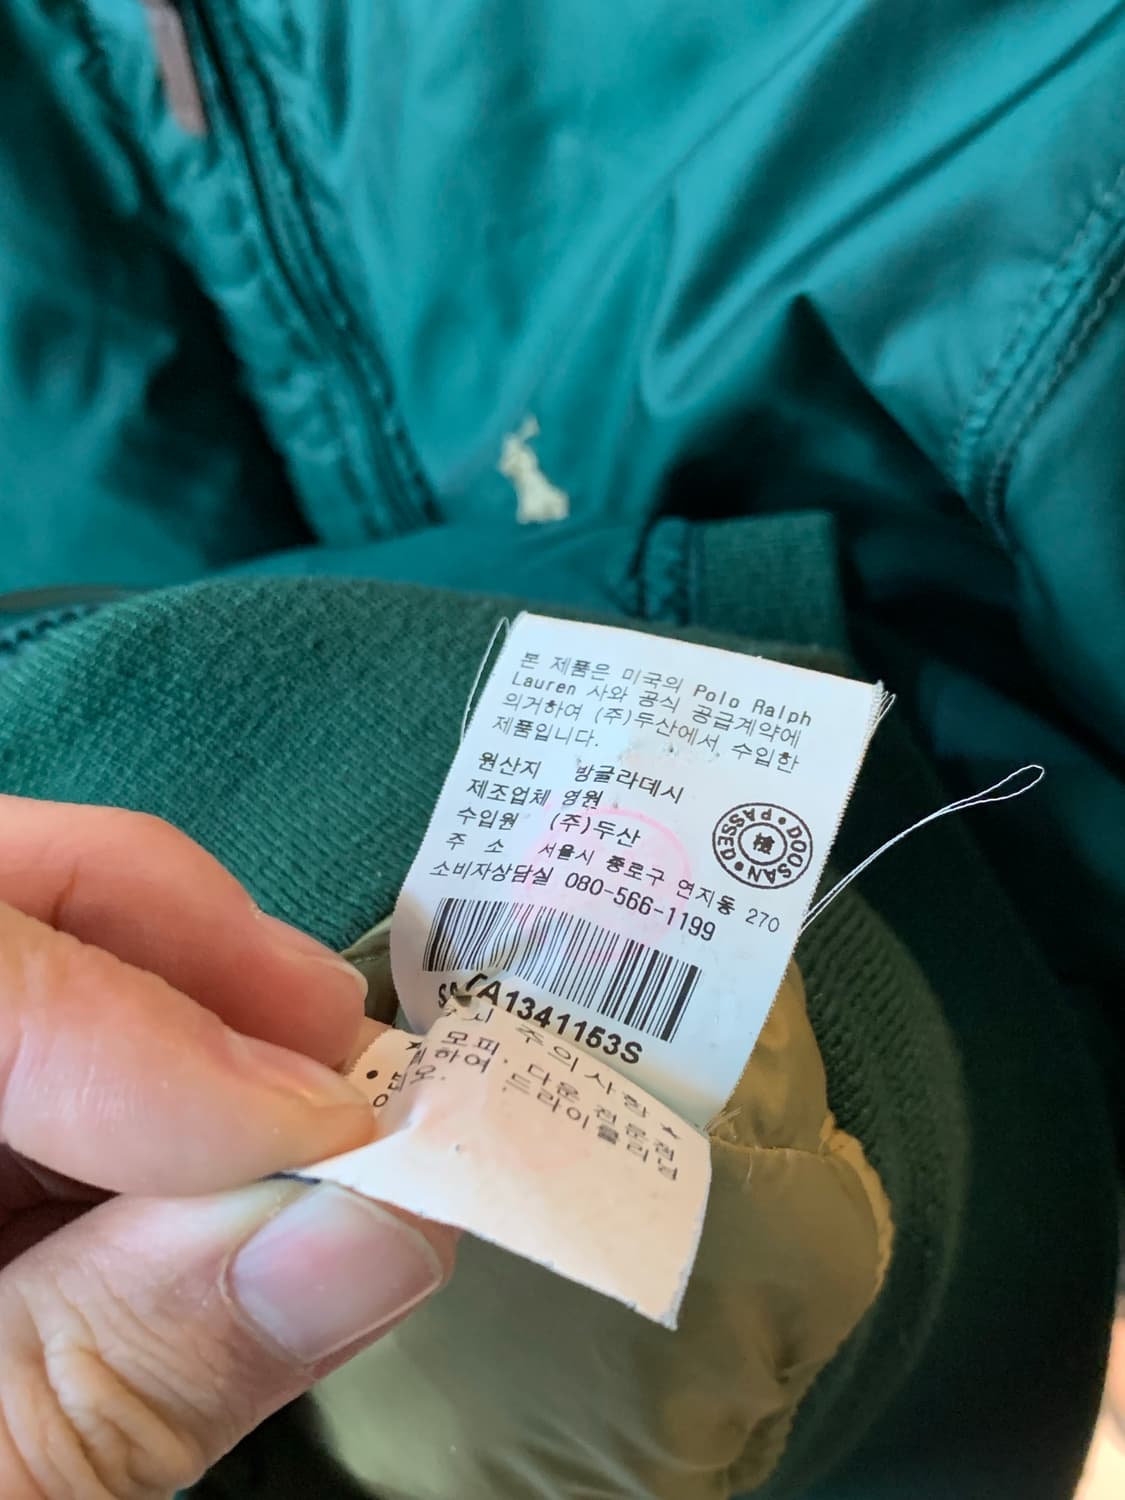 본 제품은 미국의 Polo Ralph
Lauren 사와 공식 공급계약에
의거하여 (주)두산에서 수입한
제품입니다.
원산지 방글라데시
제조업체 영원
수입원 (주)두산
주 소 서울시 종로구 연지동 270
소비자상담실 080-566-1199
DOOSAN PASSED
檢
CA1341153S
주의사항 ★
모피, 다운 전문점
하여 드라이클리닝
오.